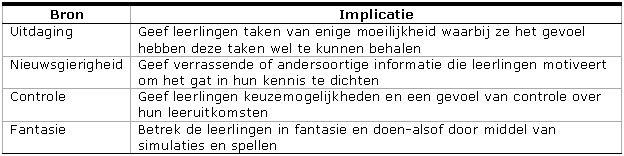 Bron Implicatie
Uitdaging Geef leerlingen taken van enige moeilijkheid waarbij ze het gevoel
hebben deze taken wel te kunnen behalen
Nieuwsgierigheid Geef verrassende of andersoortige informatie die leerlingen motiveert
om het gat in hun kennis te dichten
Controle Geef leerlingen keuzemogelijkheden en een gevoel van controle over
hun leeruitkomsten
Fantasie Betrek de leerlingen in fantasie en doen-alsof door middel van
simulaties en spellen